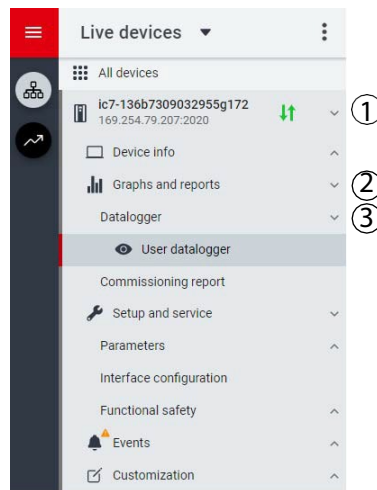 Live devices
All devices
ic7-136b7309032955g172
169.254.79.207:2020
1
Device info
Graphs and reports
2
Datalogger
3
User datalogger
Commissioning report
Setup and service
Parameters
Interface configuration
Functional safety
Events
Customization